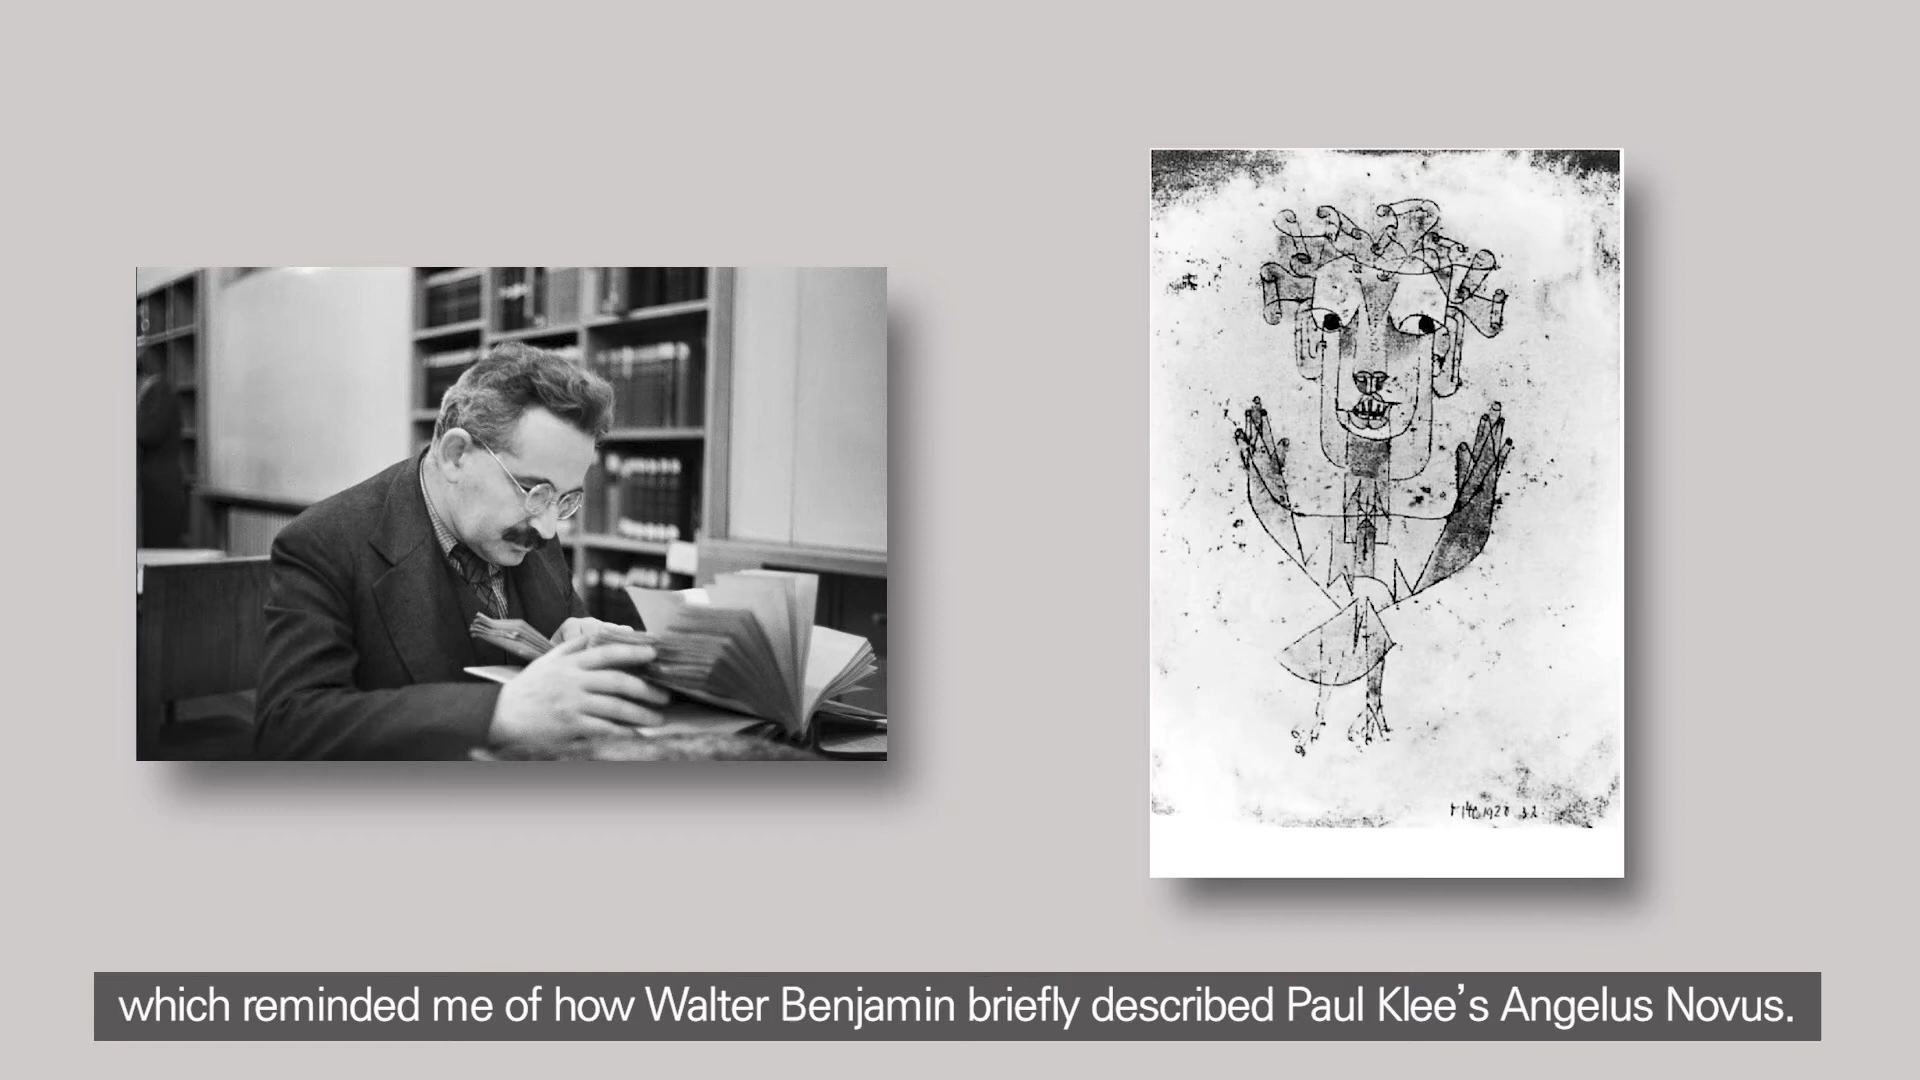 which reminded me of how Walter Benjamin briefly described Paul Klee’s Angelus Novus.